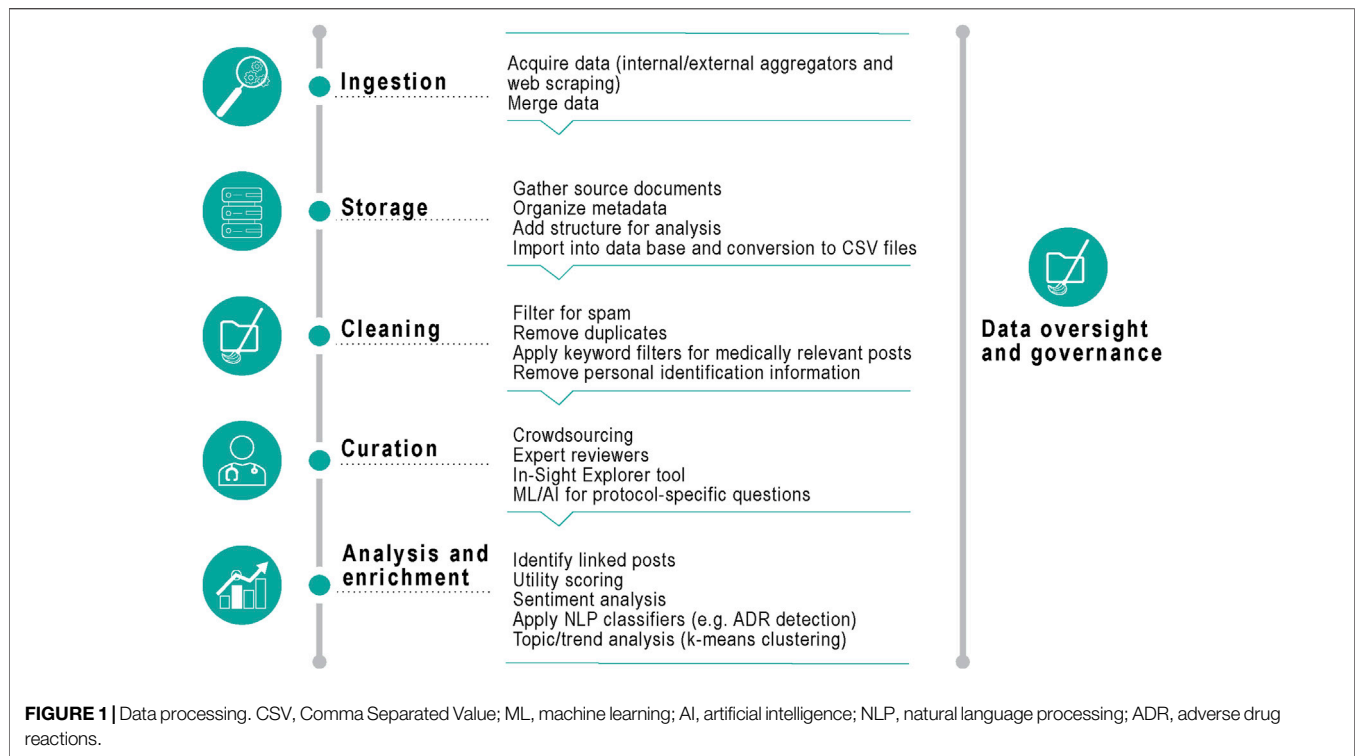 Ingestion
Acquire data (internal/external aggregators and
web scraping)
Merge data
Storage
Gather source documents
Organize metadata
Add structure for analysis
Import into data base and conversion to CSV files
Cleaning
Filter for spam
Remove duplicates
Apply keyword filters for medically relevant posts
Remove personal identification information
Curation
Crowdsourcing
Expert reviewers
In-Sight Explorer tool
ML/AI for protocol-specific questions
Analysis and
enrichment
Identify linked posts
Utility scoring
Sentiment analysis
Apply NLP classifiers (e.g. ADR detection)
Topic/trend analysis (k-means clustering)
Data oversight
and governance
FIGURE 1 | Data processing. CSV, Comma Separated Value; ML, machine learning; AI, artificial intelligence; NLP, natural language processing; ADR, adverse drug
reactions.